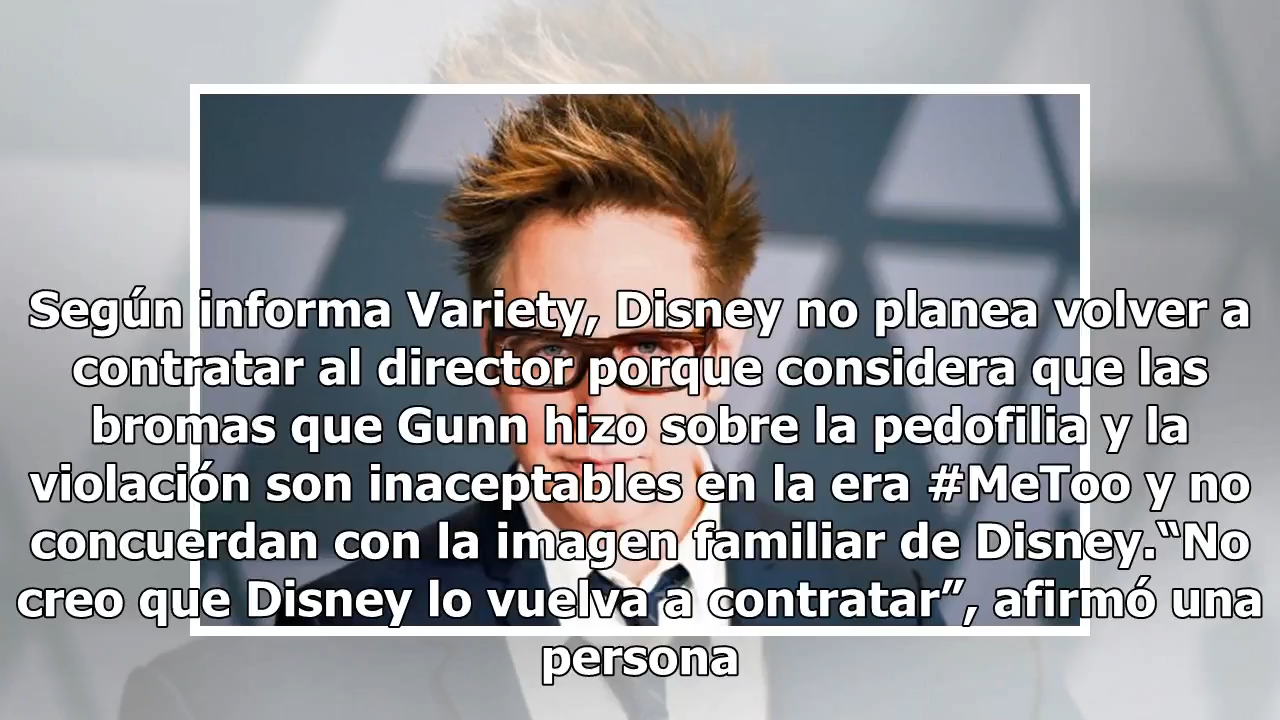 Según informa Variety, Disney no planea volver a
contratar al director porque considera que las
bromas que Gunn hizo sobre la pedofilia y la
violación son inaceptables en la era #MeToo y no
concuerdan con la imagen familiar de Disney.“No
creo que Disney lo vuelva a contratar”, afirmó una
persona